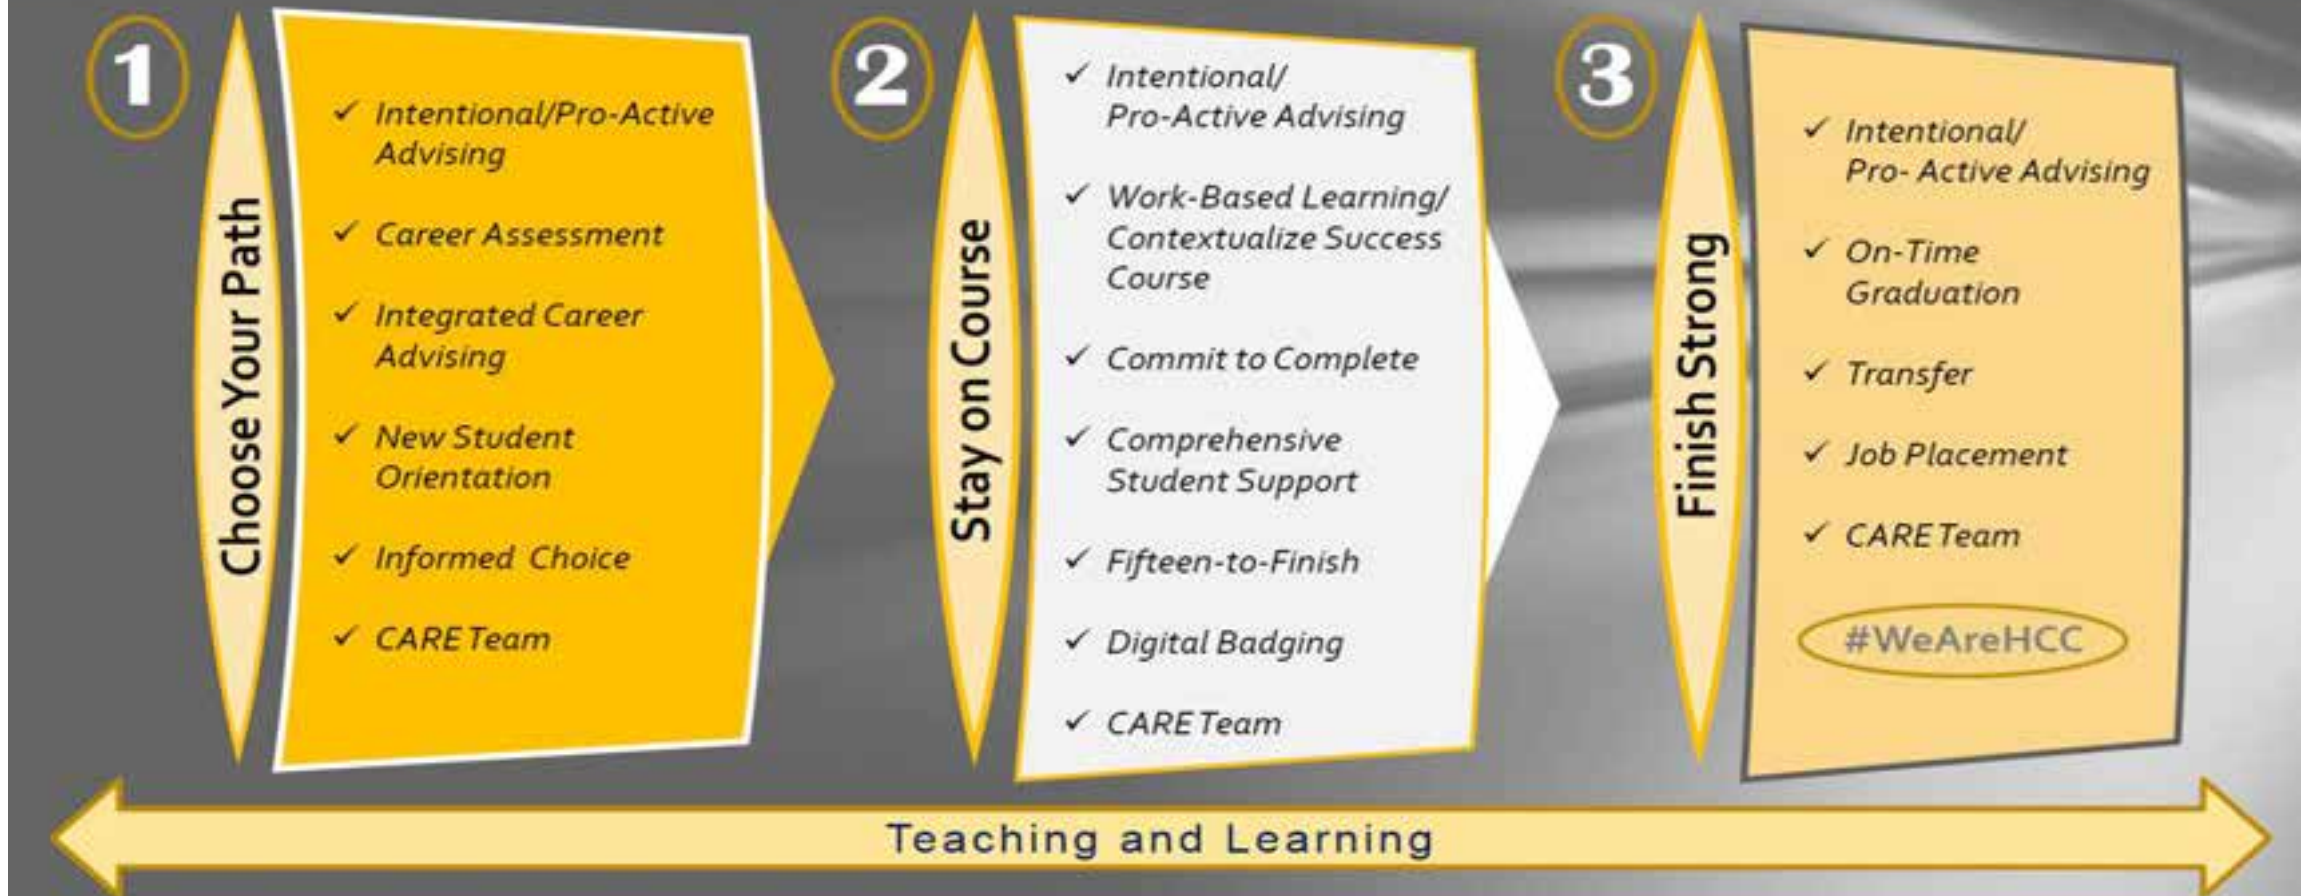 1
Choose Your Path
✓ Intentional/Pro-Active
Advising
✓ Career Assessment
✓ Integrated Career
Advising
✓ New Student
Orientation
✓ Informed Choice
✓ CARE Team
2
Stay on Course
✓ Intentional/
Pro-Active Advising
✓ Work-Based Learning/
Contextualize Success
Course
✓ Commit to Complete
✓ Comprehensive
Student Support
✓ Fifteen-to-Finish
✓ Digital Badging
✓ CARE Team
3
Finish Strong
✓ Intentional/
Pro- Active Advising
✓ On-Time
Graduation
✓ Transfer
✓ Job Placement
✓ CARE Team
#WeAreHCC
Teaching and Learning